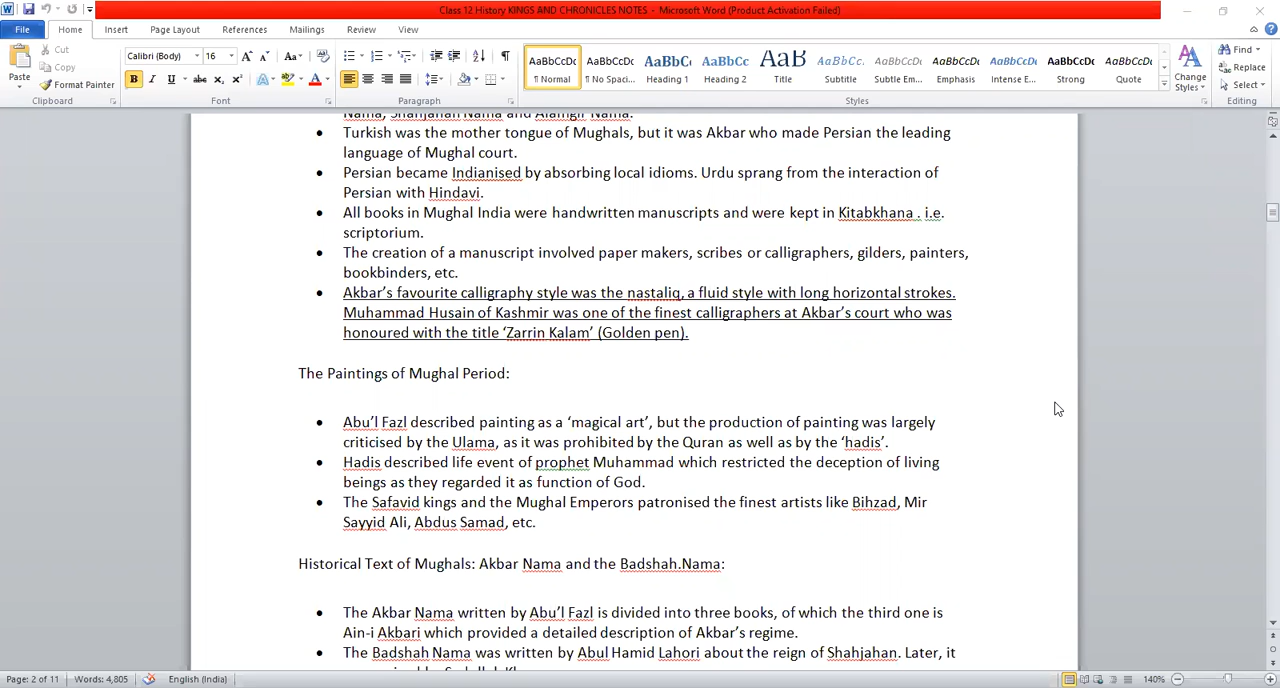 Class 12 History KINGS AND CHRONICLES NOTES - Microsoft Word (Product Activation Failed)
File Home Insert Page Layout References Mailings Review View
Cut
Copy
Format Painter
Paste
Clipboard
Calibri (Body) 16
Font
Paragraph
AaBbCcDc AaBbCcDc AaBbC AaBbCc AaB AaBbCc. AaBbCcDc AaBbCcDc AaBbCcDc AaBbCcDc AaBbCcDc
¶ Normal ¶ No Spaci... Heading 1 Heading 2 Title Subtitle Subtle Em... Emphasis Intense E... Strong Quote
Styles
Change Styles
Find
Replace
Select
Editing
Nama, Shahjahan Nama and Alamgir Nama.
• Turkish was the mother tongue of Mughals, but it was Akbar who made Persian the leading
language of Mughal court.
• Persian became Indianised by absorbing local idioms. Urdu sprang from the interaction of
Persian with Hindavi.
• All books in Mughal India were handwritten manuscripts and were kept in Kitabkhana . i.e.
scriptorium.
• The creation of a manuscript involved paper makers, scribes or calligraphers, gilders, painters,
bookbinders, etc.
• Akbar’s favourite calligraphy style was the nastaliq, a fluid style with long horizontal strokes.
Muhammad Husain of Kashmir was one of the finest calligraphers at Akbar’s court who was
honoured with the title ‘Zarrin Kalam’ (Golden pen).
The Paintings of Mughal Period:
• Abu’l Fazl described painting as a ‘magical art’, but the production of painting was largely
criticised by the Ulama, as it was prohibited by the Quran as well as by the ‘hadis’.
• Hadis described life event of prophet Muhammad which restricted the deception of living
beings as they regarded it as function of God.
• The Safavid kings and the Mughal Emperors patronised the finest artists like Bihzad, Mir
Sayyid Ali, Abdus Samad, etc.
Historical Text of Mughals: Akbar Nama and the Badshah.Nama:
• The Akbar Nama written by Abu’l Fazl is divided into three books, of which the third one is
Ain-i Akbari which provided a detailed description of Akbar’s regime.
• The Badshah Nama was written by Abul Hamid Lahori about the reign of Shahjahan. Later, it
Page: 2 of 11 Words: 4,805 English (India) 140%